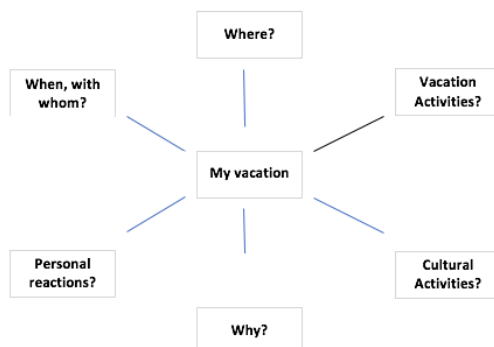 Where?
When, with
whom?
Vacation
Activities?
My vacation
Personal
reactions?
Cultural
Activities?
Why?